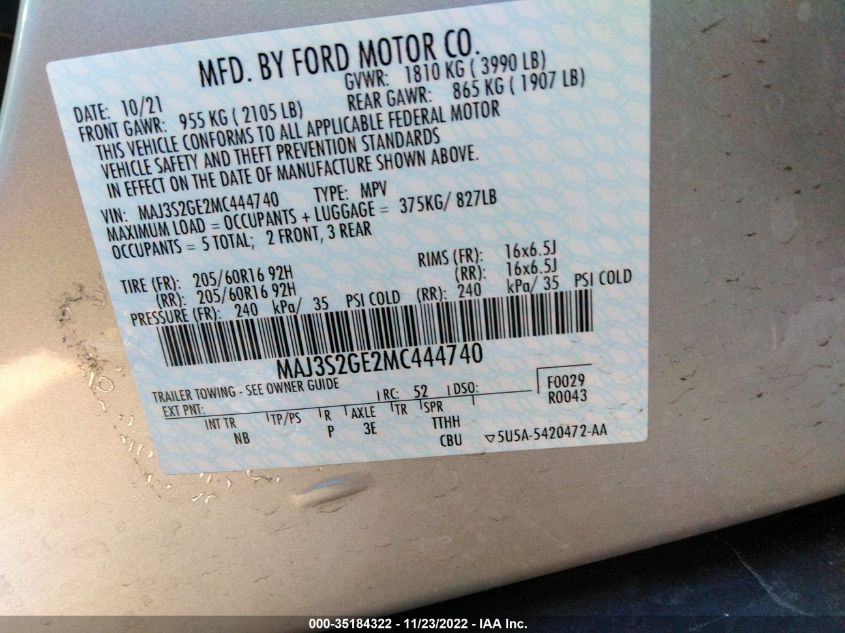 MFD. BY FORD MOTOR CO.
DATE: 10/21 GVWR: 1810 KG ( 3990 LB)
FRONT GAWR: 955 KG ( 2105 LB) REAR GAWR: 865 KG ( 1907 LB)
THIS VEHICLE CONFORMS TO ALL APPLICABLE FEDERAL MOTOR
VEHICLE SAFETY AND THEFT PREVENTION STANDARDS
IN EFFECT ON THE DATE OF MANUFACTURE SHOWN ABOVE.
VIN: MAJ3S2GE2MC444740 TYPE: MPV
MAXIMUM LOAD = OCCUPANTS + LUGGAGE = 375KG/ 827LB
OCCUPANTS = 5 TOTAL; 2 FRONT, 3 REAR
TIRE (FR): 205/60R16 92H RIMS (FR): 16x6.5J
(RR): 205/60R16 92H (RR): 16x6.5J
PRESSURE (FR): 240 kPa/ 35 PSI COLD (RR): 240 kPa/ 35 PSI COLD
MAJ3S2GE2MC444740
TRAILER TOWING - SEE OWNER GUIDE
EXT PNT: RC: 52 DSO: F0029
R0043
INT TR TP/PS R AXLE TR SPR
NB P 3E TTHH
CBU ▽5U5A-5420472-AA
000-35184322 - 11/23/2022 - IAA Inc.